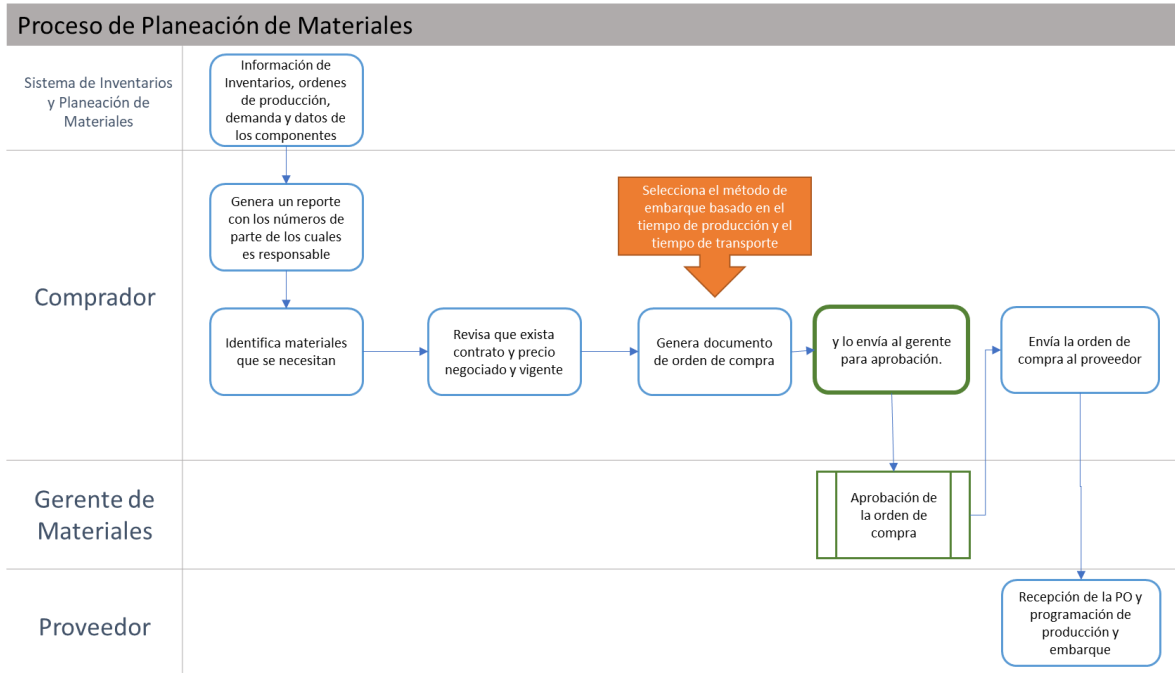 Proceso de Planeación de Materiales
Sistema de Inventarios
y Planeación de
Materiales
Información de
Inventarios, ordenes
de producción,
demanda y datos de
los componentes
Comprador
Genera un reporte
con los números de
parte de los cuales
es responsable
Selecciona el método de
embarque basado en el
tiempo de producción y el
tiempo de transporte
Identifica materiales
que se necesitan
Revisa que exista
contrato y precio
negociado y vigente
Genera documento
de orden de compra
y lo envía al gerente
para aprobación.
Envía la orden de
compra al proveedor
Gerente de
Materiales
Aprobación de
la orden de
compra
Proveedor
Recepción de la PO y
programación de
producción y
embarque